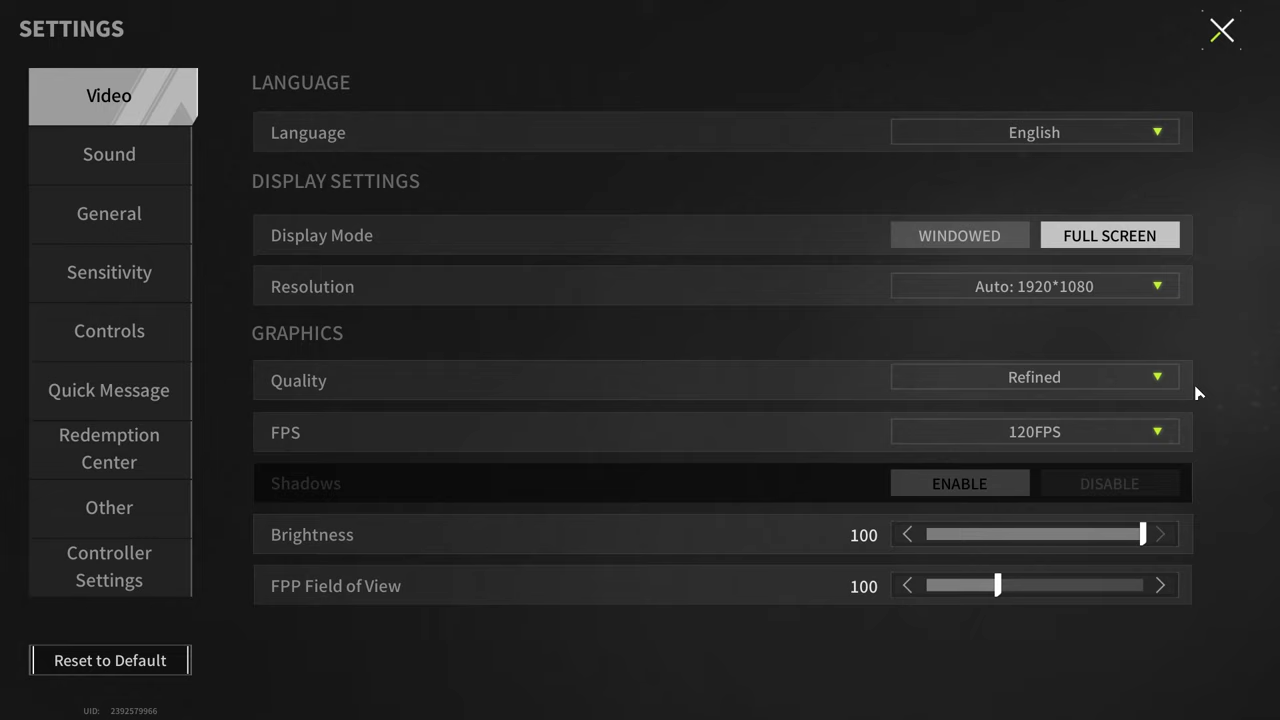 SETTINGS
Video
Sound
General
Sensitivity
Controls
Quick Message
Redemption
Center
Other
Controller
Settings
Reset to Default
UID: 2392579966
LANGUAGE
Language English
DISPLAY SETTINGS
Display Mode WINDOWED FULL SCREEN
Resolution Auto: 1920*1080
GRAPHICS
Quality Refined
FPS 120FPS
Shadows ENABLE DISABLE
Brightness 100
FPP Field of View 100